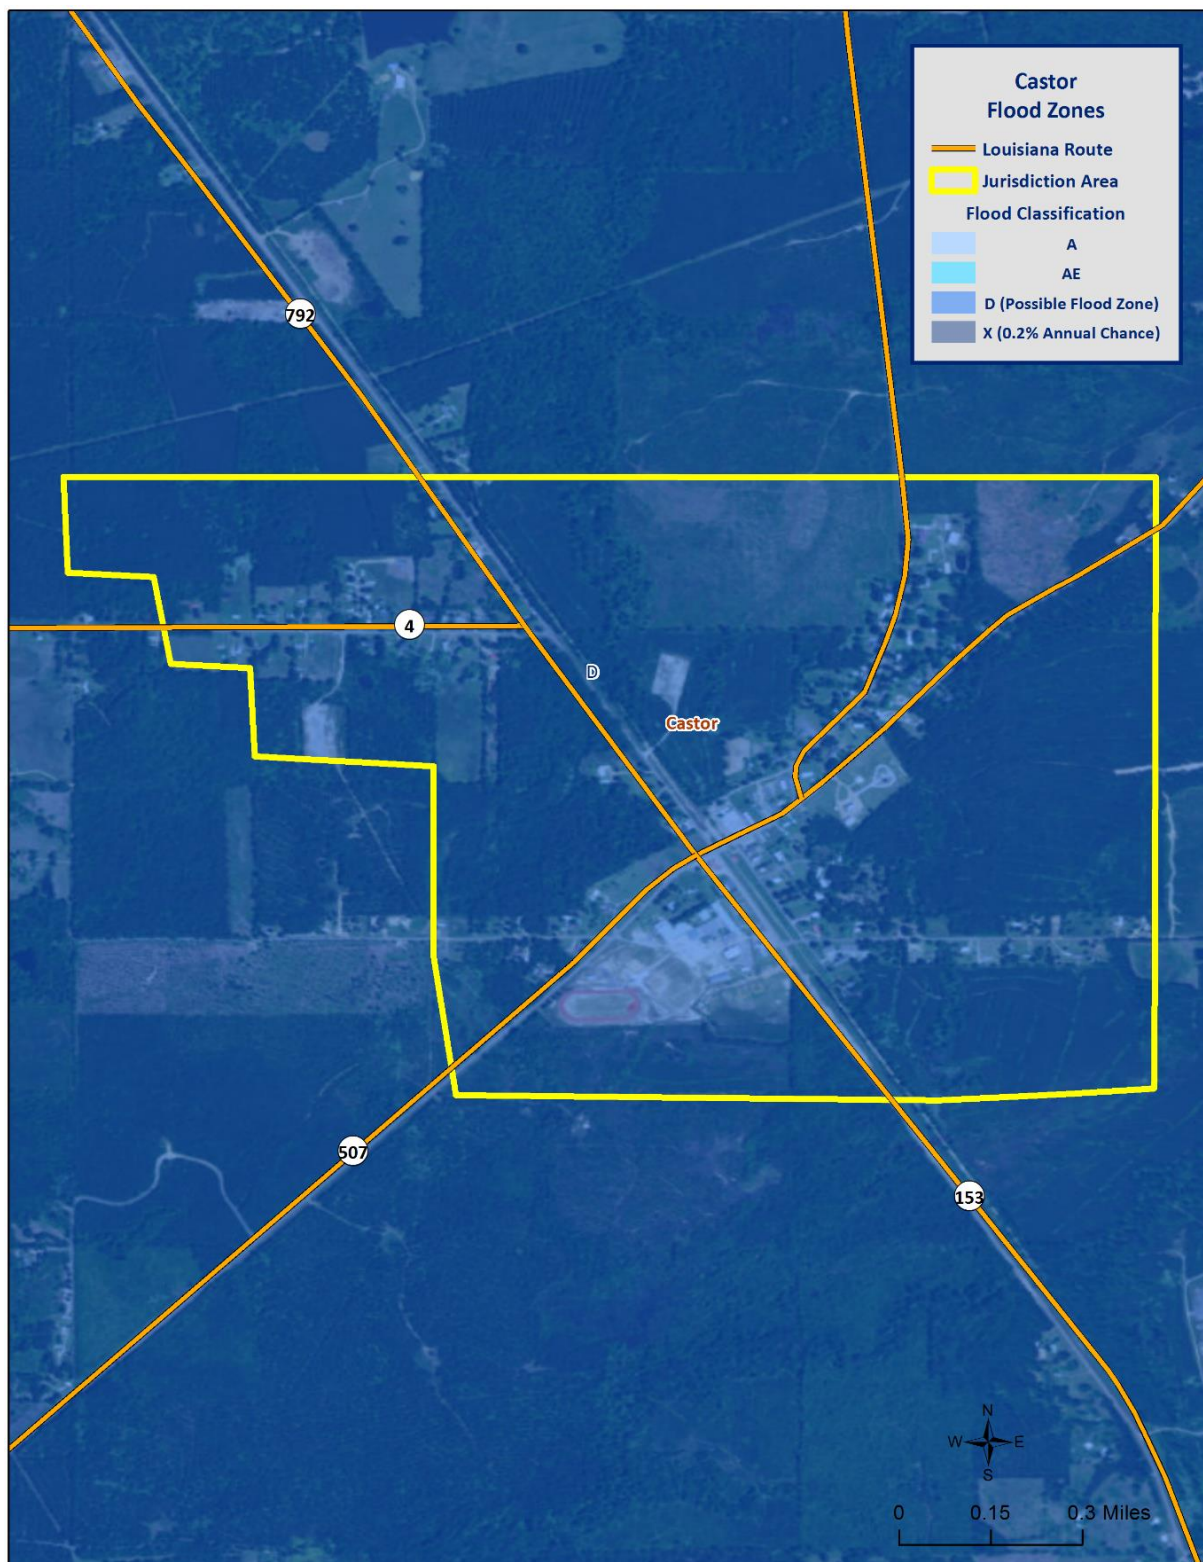 Castor
Flood Zones
Louisiana Route
Jurisdiction Area
Flood Classification
A
AE
D (Possible Flood Zone)
X (0.2% Annual Chance)
792
4
D
Castor
507
153
N
W E
S
0 0.15 0.3 Miles